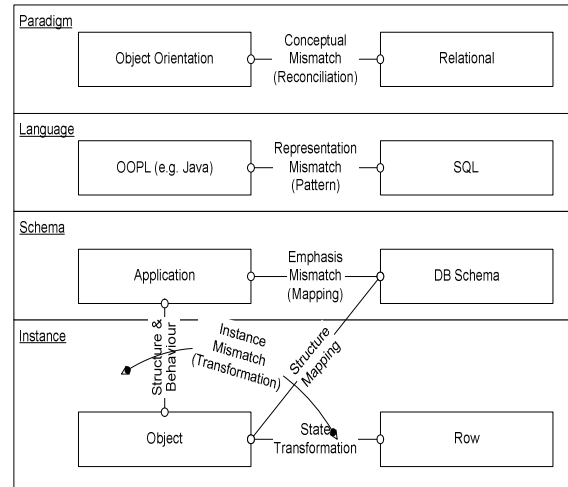 Paradigm
Object Orientation
Conceptual
Mismatch
(Reconciliation)
Relational
Language
OOPL (e.g. Java)
Representation
Mismatch
(Pattern)
SQL
Schema
Application
Emphasis
Mismatch
(Mapping)
DB Schema
Instance
Structure &
Behaviour
Instance
Mismatch
(Transformation)
Structure
Mapping
Object
State
Transformation
Row